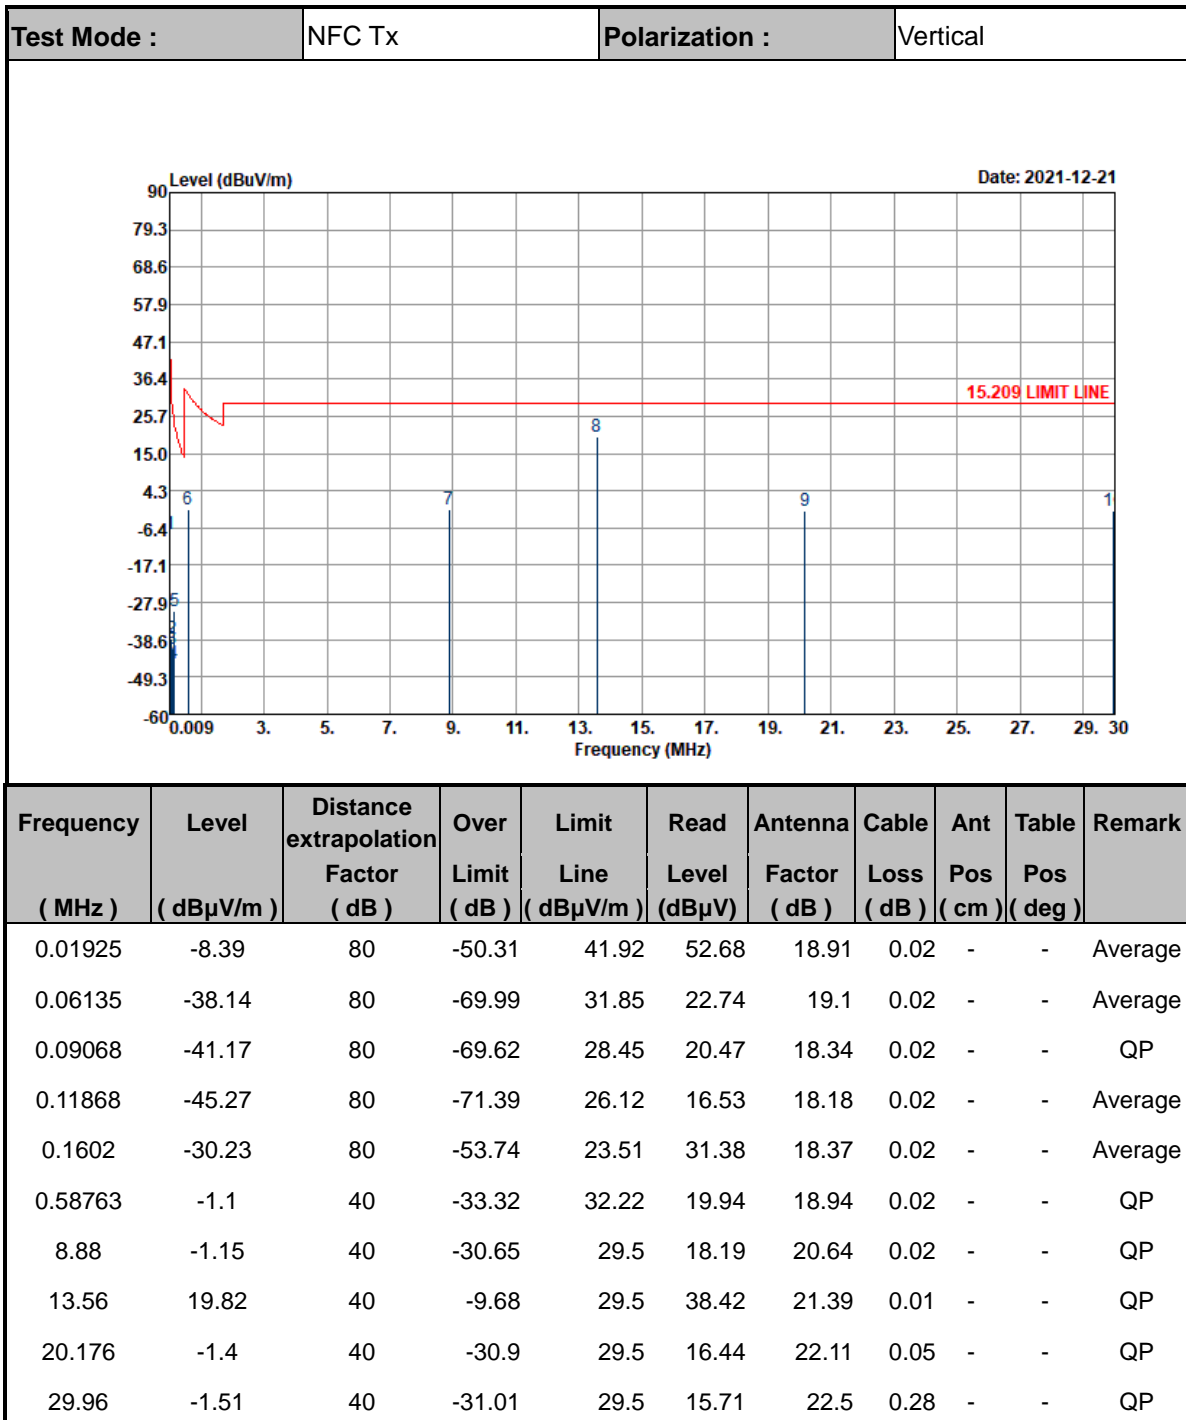 Test Mode : NFC Tx Polarization : Vertical
Level (dBuV/m) Date: 2021-12-21
90
79.3
68.6
57.9
47.1
36.4
15.209 LIMIT LINE
25.7
8
15.0
4.3
6 7 9 1
-6.4
-17.1
-27.9
5
-38.6
-49.3
-60
0.009 3. 5. 7. 9. 11. 13. 15. 17. 19. 21. 23. 25. 27. 29. 30
Frequency (MHz)
Frequency Level Distance extrapolation Over Limit Read Antenna Cable Ant Table Remark
Factor Limit Line Level Factor Loss Pos Pos
( MHz ) ( dBµV/m ) ( dB ) ( dB ) ( dBµV/m ) (dBµV) ( dB ) ( dB ) ( cm ) ( deg )
0.01925 -8.39 80 -50.31 41.92 52.68 18.91 0.02 - - Average
0.06135 -38.14 80 -69.99 31.85 22.74 19.1 0.02 - - Average
0.09068 -41.17 80 -69.62 28.45 20.47 18.34 0.02 - - QP
0.11868 -45.27 80 -71.39 26.12 16.53 18.18 0.02 - - Average
0.1602 -30.23 80 -53.74 23.51 31.38 18.37 0.02 - - Average
0.58763 -1.1 40 -33.32 32.22 19.94 18.94 0.02 - - QP
8.88 -1.15 40 -30.65 29.5 18.19 20.64 0.02 - - QP
13.56 19.82 40 -9.68 29.5 38.42 21.39 0.01 - - QP
20.176 -1.4 40 -30.9 29.5 16.44 22.11 0.05 - - QP
29.96 -1.51 40 -31.01 29.5 15.71 22.5 0.28 - - QP